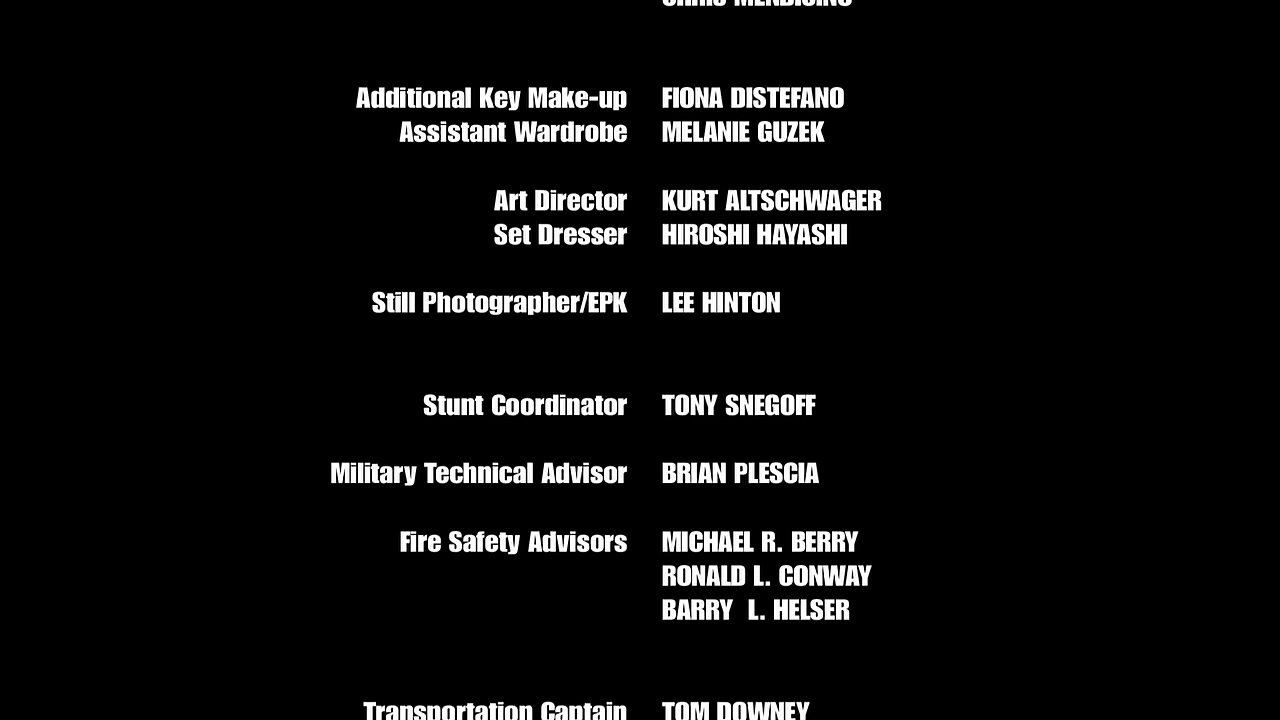 Additional Key Make-up FIONA DISTEFANO
Assistant Wardrobe MELANIE GUZEK
Art Director KURT ALTSCHWAGER
Set Dresser HIROSHI HAYASHI
Still Photographer/EPK LEE HINTON
Stunt Coordinator TONY SNEGOFF
Military Technical Advisor BRIAN PLESCIA
Fire Safety Advisors MICHAEL R. BERRY
RONALD L. CONWAY
BARRY L. HELSER
Transportation Captain TOM DOWNEY